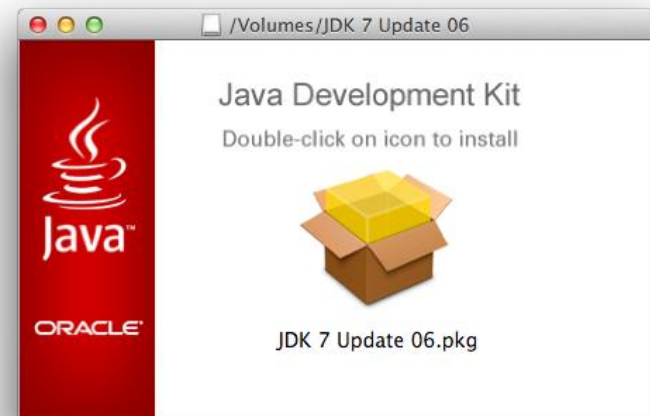 /Volumes/JDK 7 Update 06
Java Development Kit
Double-click on icon to install
Java™
ORACLE®
JDK 7 Update 06.pkg